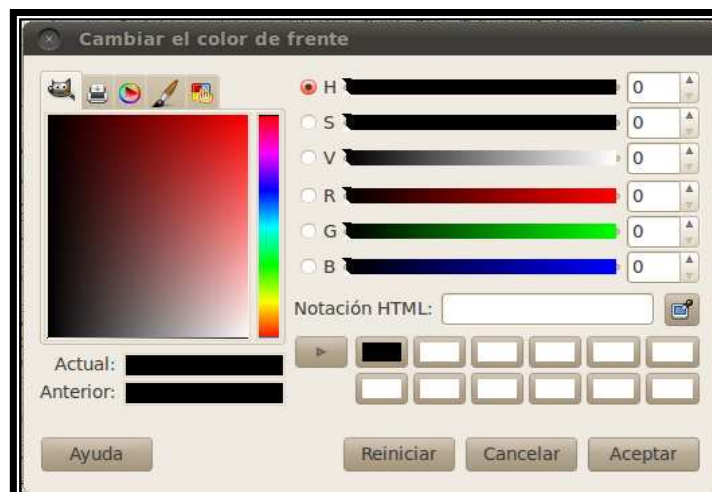 Cambiar el color de frente
H 0
S 0
V 0
R 0
G 0
B 0
Notación HTML:
Actual:
Anterior:
Ayuda Reiniciar Cancelar Aceptar